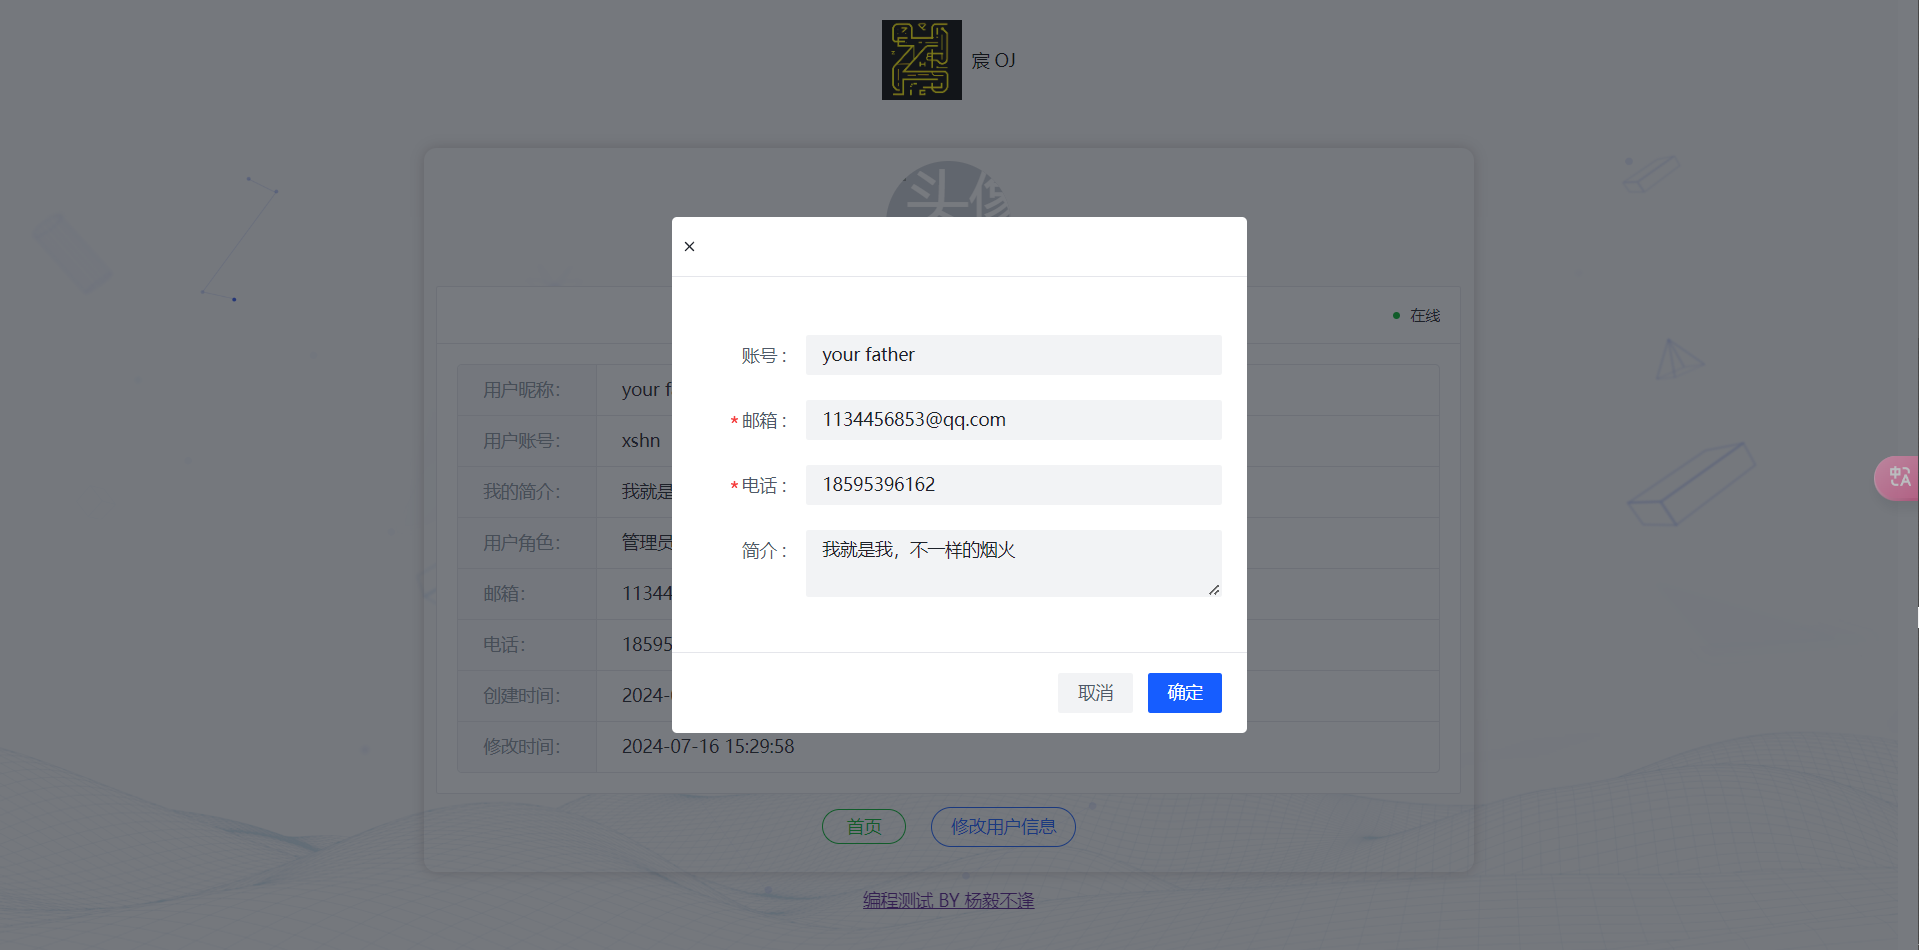 宸 OJ
头像
在线
账号：
your father
* 邮箱：
1134456853@qq.com
* 电话：
18595396162
简介：
我就是我，不一样的烟火
取消
确定
用户昵称：
your f
用户账号：
xshn
我的简介：
我就是
用户角色：
管理员
邮箱：
11344
电话：
18595
创建时间：
2024-
修改时间：
2024-07-16 15:29:58
首页
修改用户信息
编程测试 BY 杨毅不逢
中A